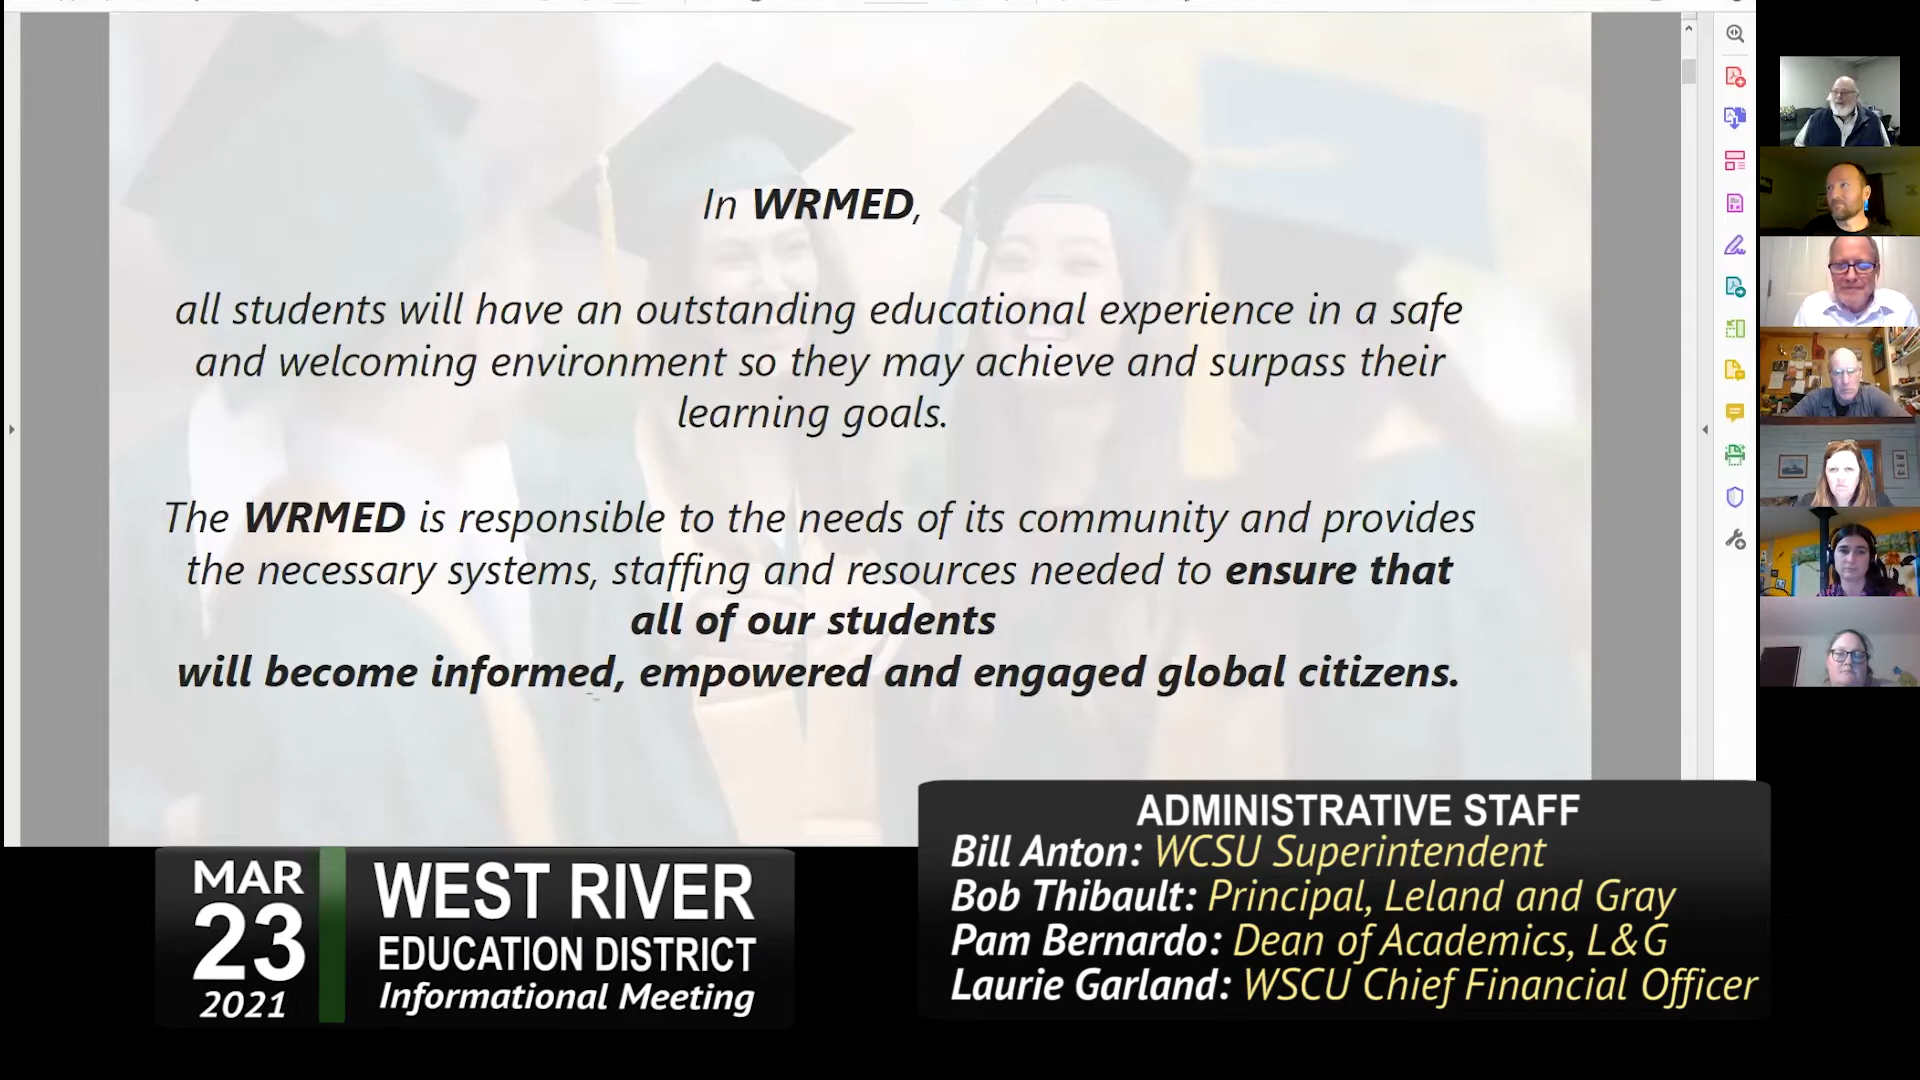 In WRMED,
all students will have an outstanding educational experience in a safe
and welcoming environment so they may achieve and surpass their
learning goals.
The WRMED is responsible to the needs of its community and provides
the necessary systems, staffing and resources needed to ensure that
all of our students
will become informed, empowered and engaged global citizens.
MAR
23
2021
WEST RIVER
EDUCATION DISTRICT
Informational Meeting
ADMINISTRATIVE STAFF
Bill Anton: WCSU Superintendent
Bob Thibault: Principal, Leland and Gray
Pam Bernardo: Dean of Academics, L&G
Laurie Garland: WSCU Chief Financial Officer